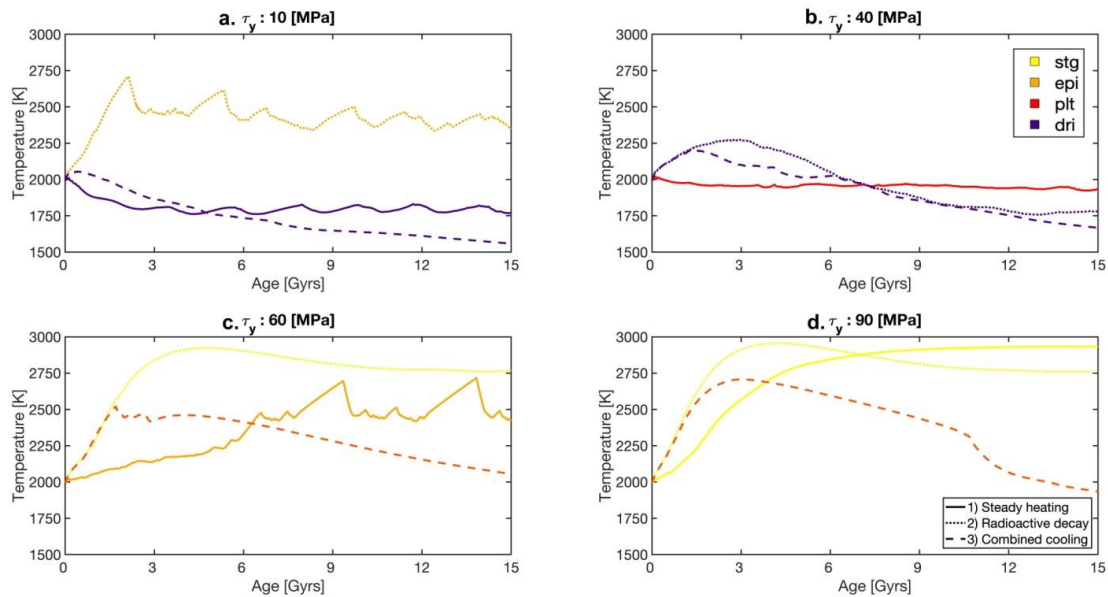 a. τy : 10 [MPa]
3000
2750
2500
2250
2000
1750
1500
Temperature [K]
0 3 6 9 12 15
Age [Gyrs]
b. τy : 40 [MPa]
3000
2750
2500
2250
2000
1750
1500
Temperature [K]
0 3 6 9 12 15
Age [Gyrs]
stg
epi
plt
dri
c. τy : 60 [MPa]
3000
2750
2500
2250
2000
1750
1500
Temperature [K]
0 3 6 9 12 15
Age [Gyrs]
d. τy : 90 [MPa]
3000
2750
2500
2250
2000
1750
1500
Temperature [K]
0 3 6 9 12 15
Age [Gyrs]
1) Steady heating
2) Radioactive decay
3) Combined cooling